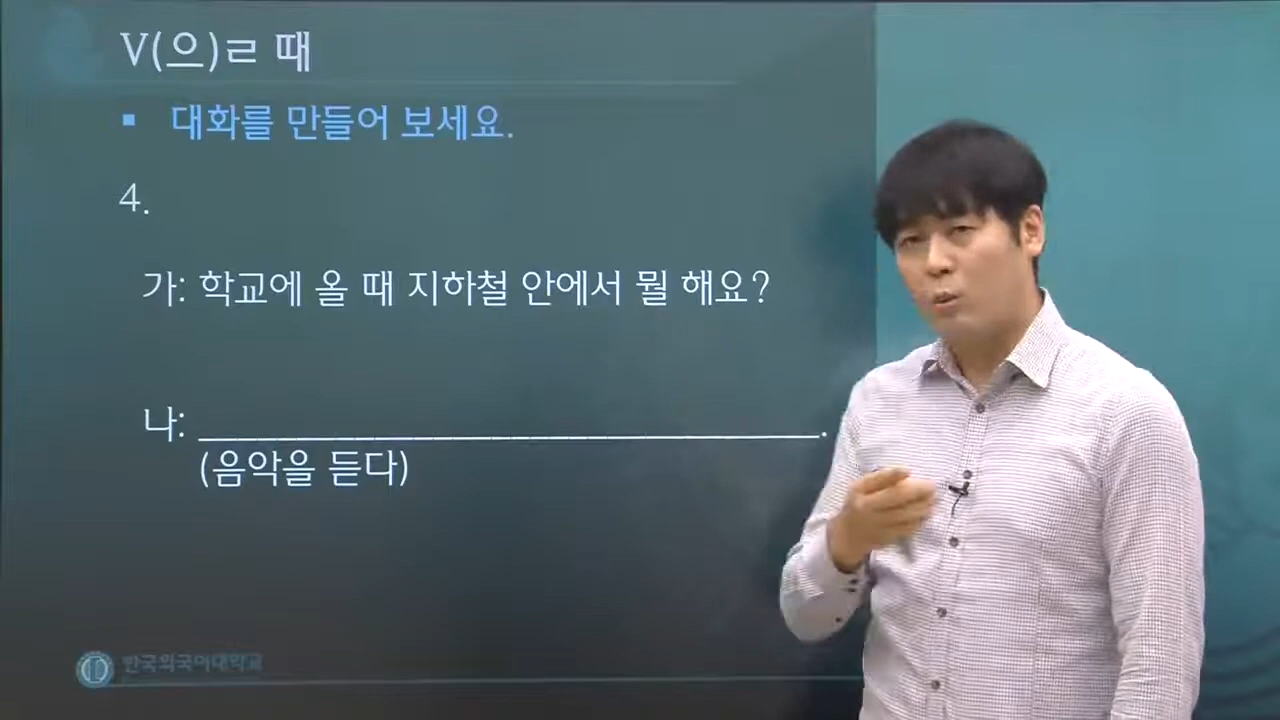 V(으)ㄹ 때
▪ 대화를 만들어 보세요.
4.
가: 학교에 올 때 지하철 안에서 뭘 해요?
나: ______________________________.
(음악을 듣다)
한국외국어대학교